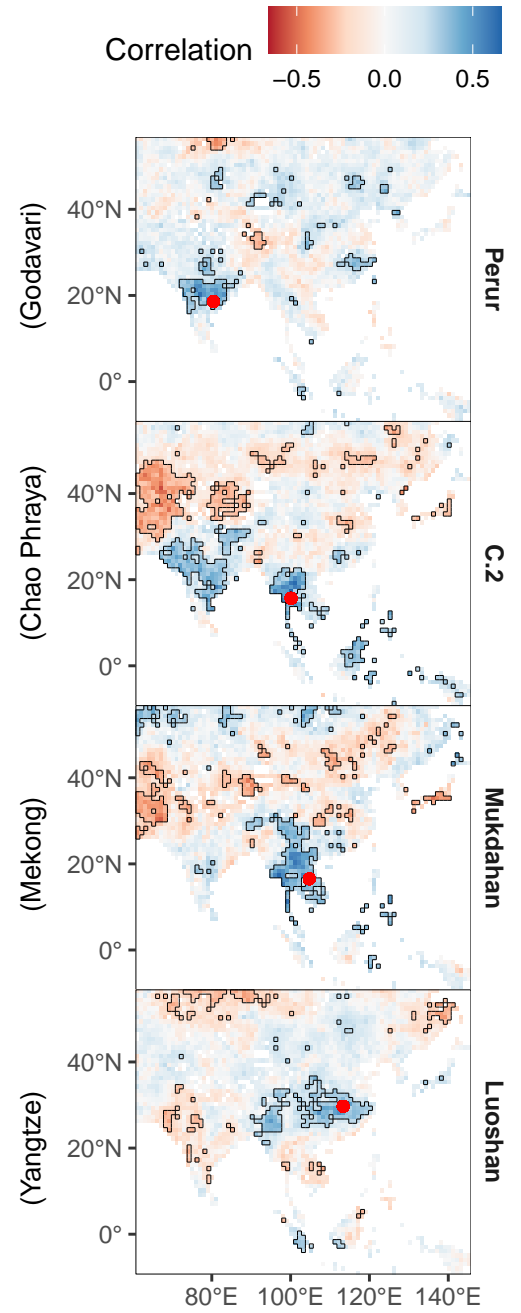 Correlation
−0.5 0.0 0.5
(Godavari)
40°N
20°N
0°
Perur
(Chao Phraya)
40°N
20°N
0°
C.2
(Mekong)
40°N
20°N
0°
Mukdahan
(Yangtze)
40°N
20°N
0°
Luoshan
80°E 100°E 120°E 140°E